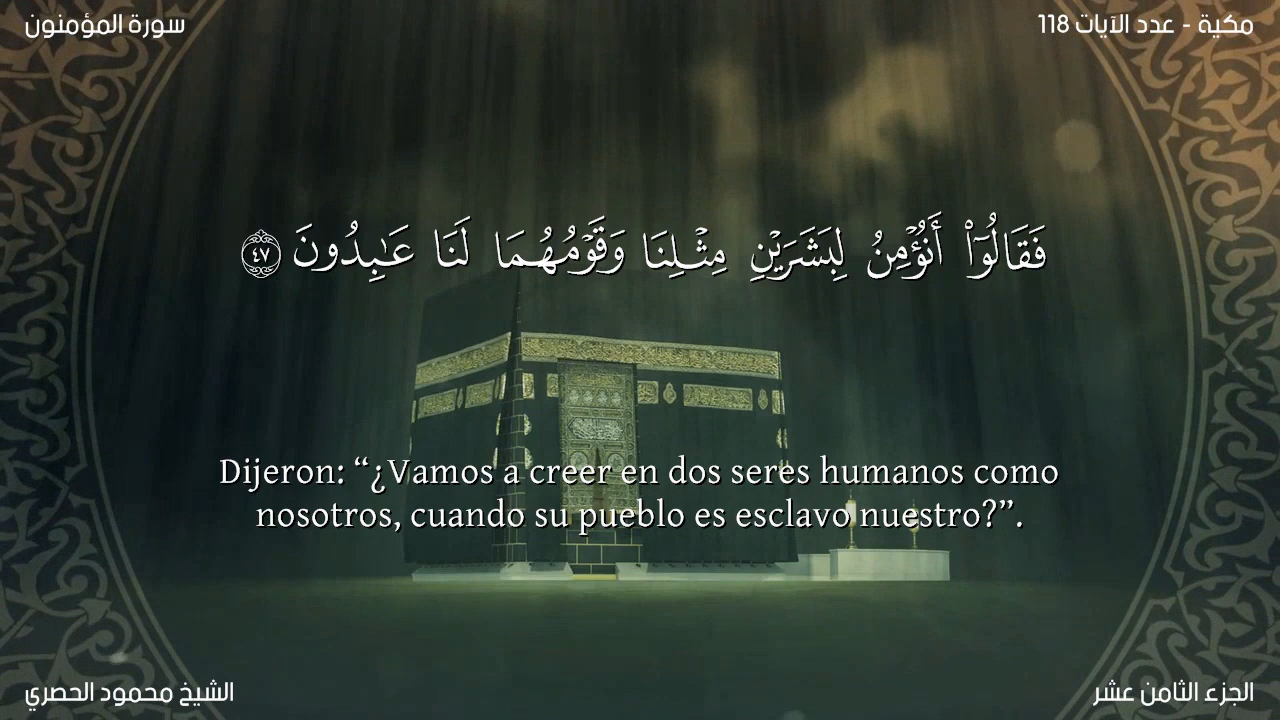 سورة المؤمنون
مكية - عدد الآيات 118
فَقَالُوٓا۟ أَنُؤْمِنُ لِبَشَرَيْنِ مِثْلِنَا وَقَوْمُهُمَا لَنَا عَـٰبِدُونَ ٤٧
Dijeron: “¿Vamos a creer en dos seres humanos como
nosotros, cuando su pueblo es esclavo nuestro?”.
الشيخ محمود الحصري
الجزء الثامن عشر